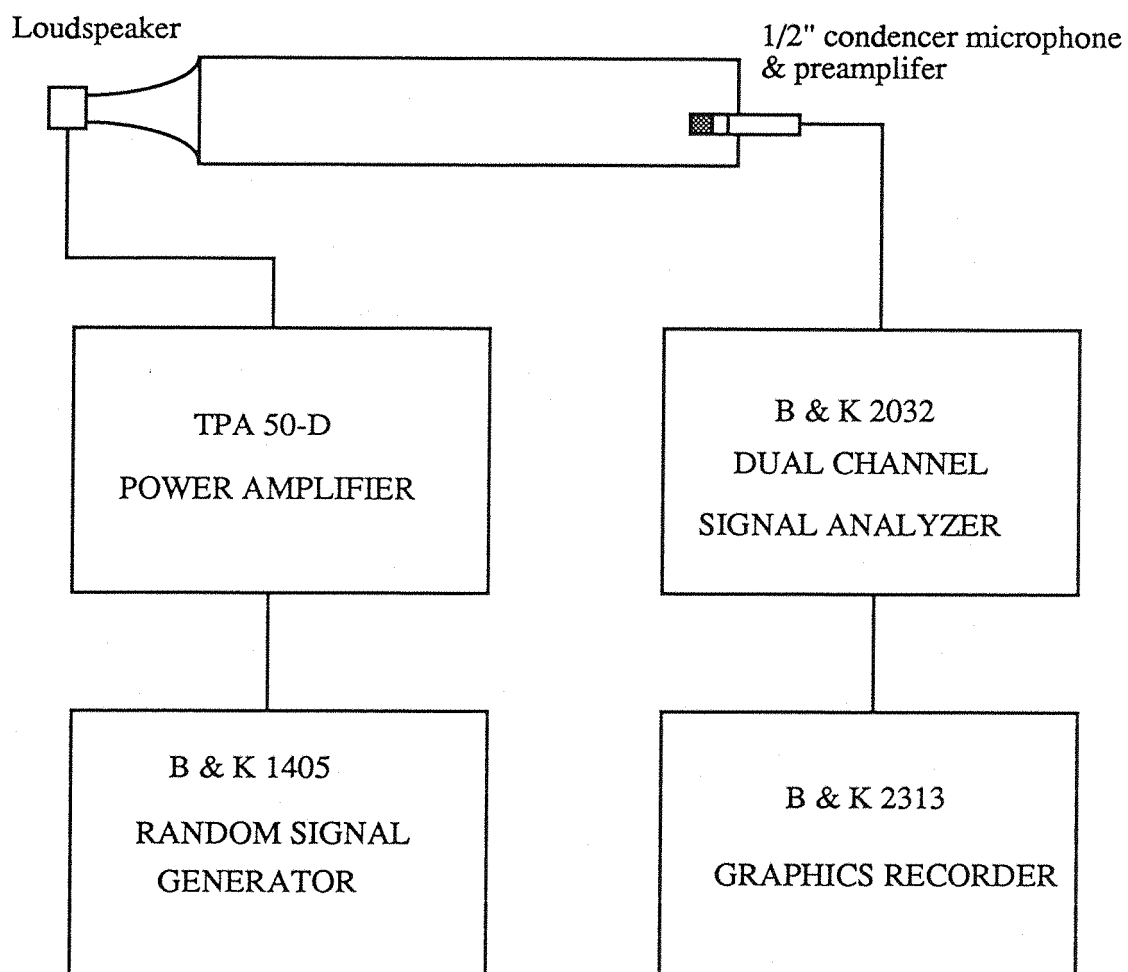 Loudspeaker
1/2" condencer microphone
& preamplifer
TPA 50-D
POWER AMPLIFIER
B & K 2032
DUAL CHANNEL
SIGNAL ANALYZER
B & K 1405
RANDOM SIGNAL
GENERATOR
B & K 2313
GRAPHICS RECORDER